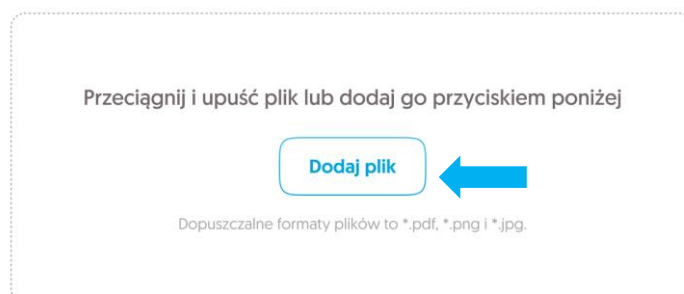 Przeciągnij i upuść plik lub dodaj go przyciskiem poniżej
Dodaj plik
Dopuszczalne formaty plików to *.pdf, *.png i *.jpg.